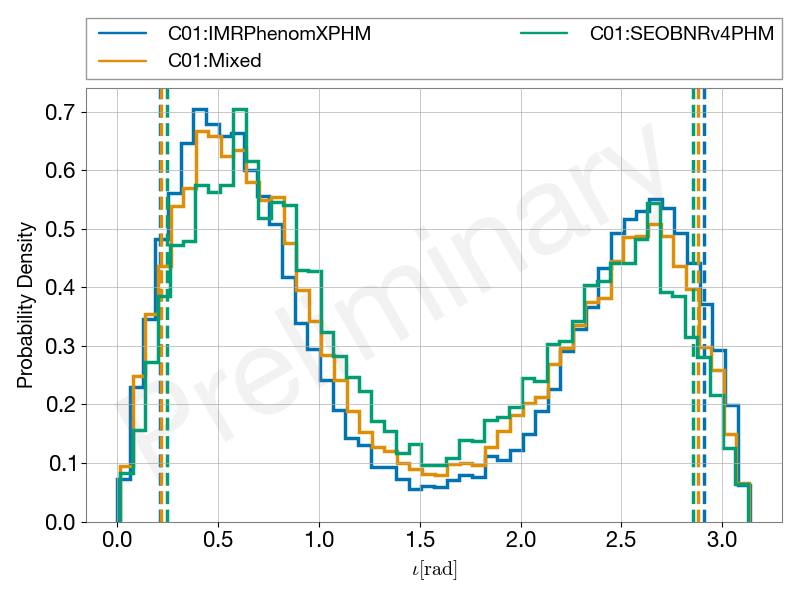 C01:IMRPhenomXPHM
C01:Mixed
C01:SEOBNRv4PHM
Preliminary
Probability Density
0.7
0.6
0.5
0.4
0.3
0.2
0.1
0.0
0.0 0.5 1.0 1.5 2.0 2.5 3.0
ι[rad]